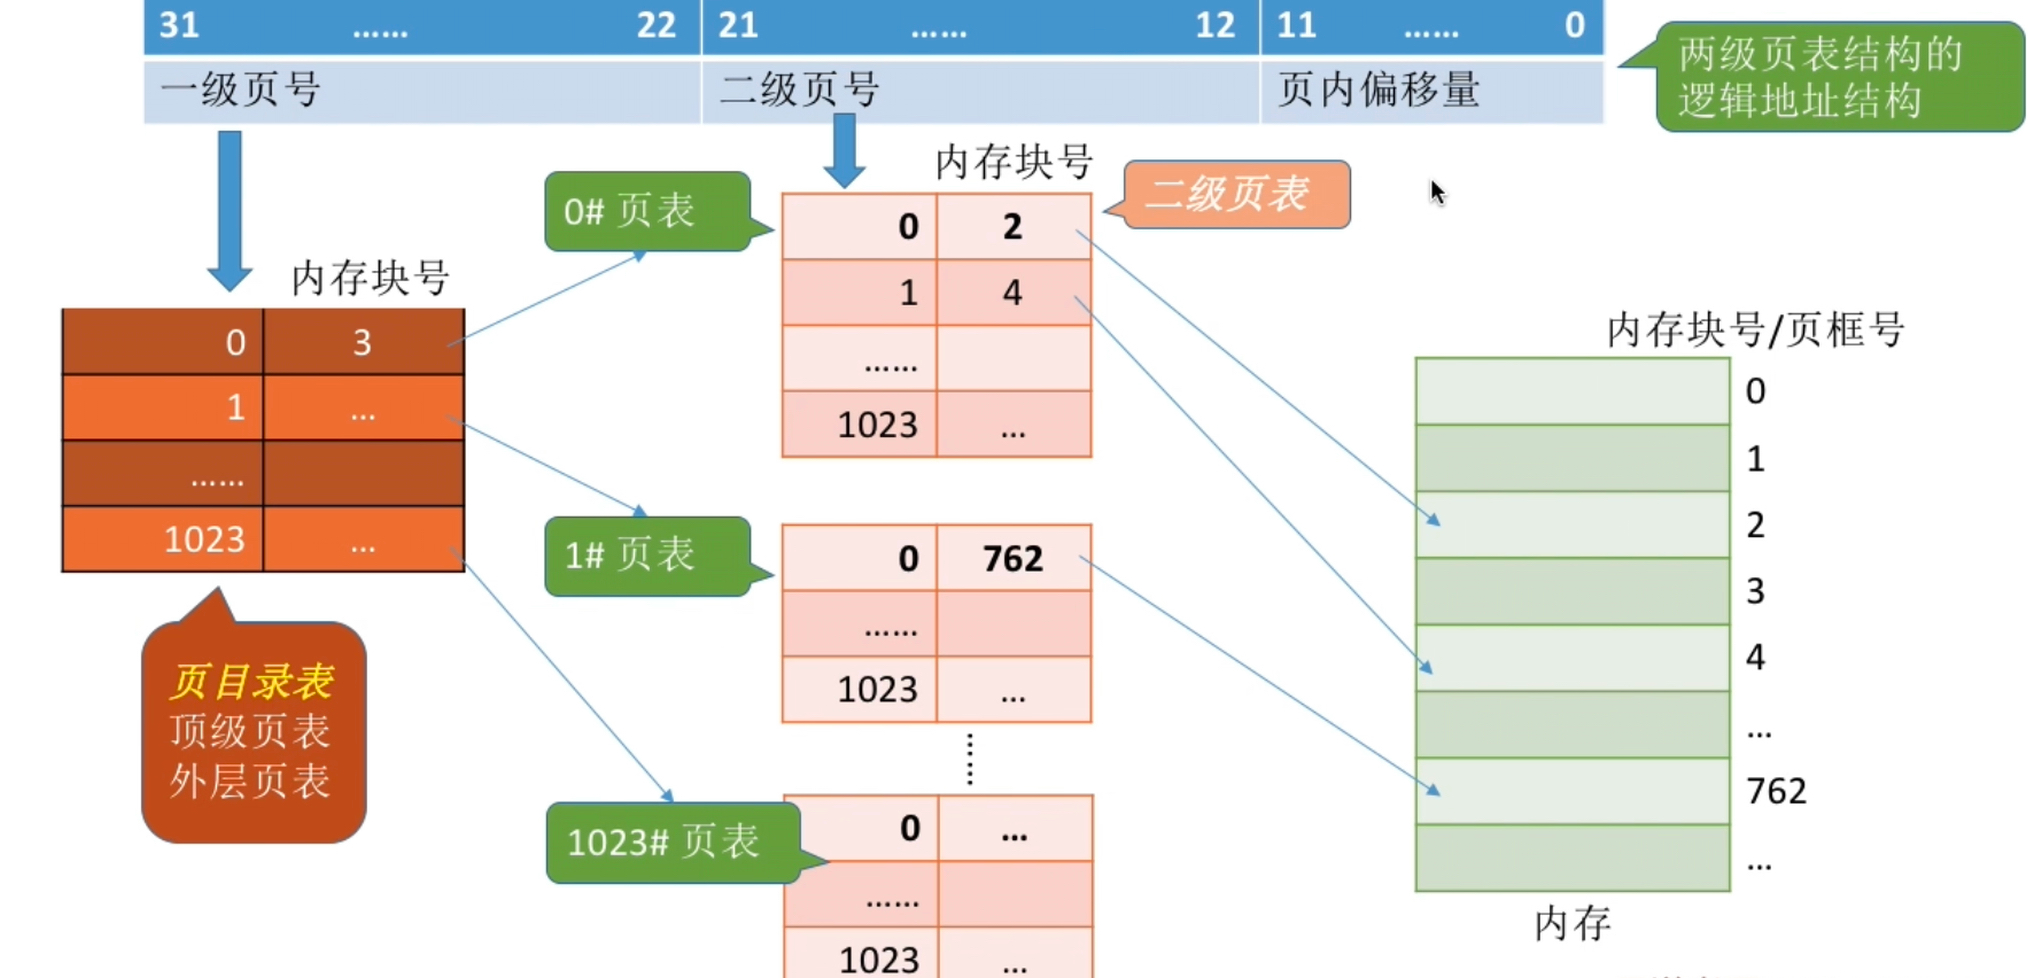 31 …… 22 21 …… 12 11 …… 0
一级页号 二级页号 页内偏移量
两级页表结构的
逻辑地址结构
内存块号
0 3
1 ...
……
1023 ...
页目录表
顶级页表
外层页表
0# 页表
1# 页表
1023# 页表
内存块号
二级页表
0 2
1 4
……
1023 ...
0 762
……
1023 ...
0 ...
……
1023 ...
内存块号/页框号
0
1
2
3
4
...
762
...
内存